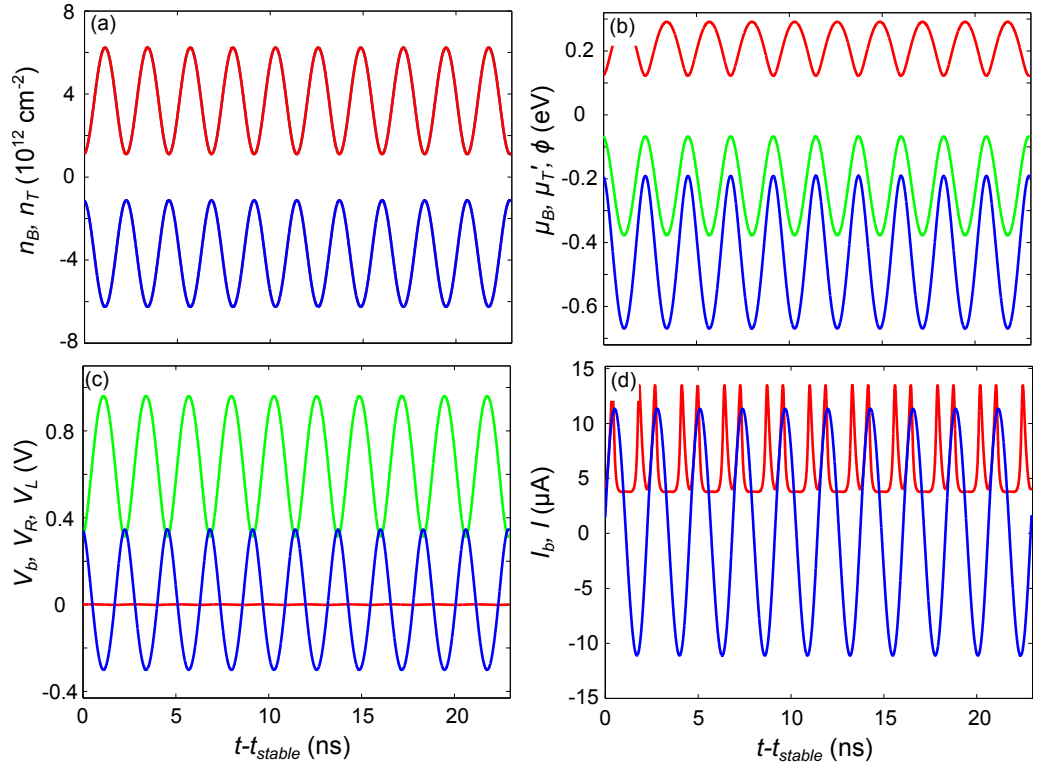 (a)
8
4
0
-4
-8
n_B, n_T (10^12 cm^-2)
(b)
0.2
0
-0.2
-0.4
-0.6
μ_B, μ_T', ϕ (eV)
(c)
0.8
0.4
0
-0.4
V_b, V_R, V_L (V)
0 5 10 15 20
t-t_stable (ns)
(d)
15
10
5
0
-5
-10
-15
I_b, I (μA)
0 5 10 15 20
t-t_stable (ns)